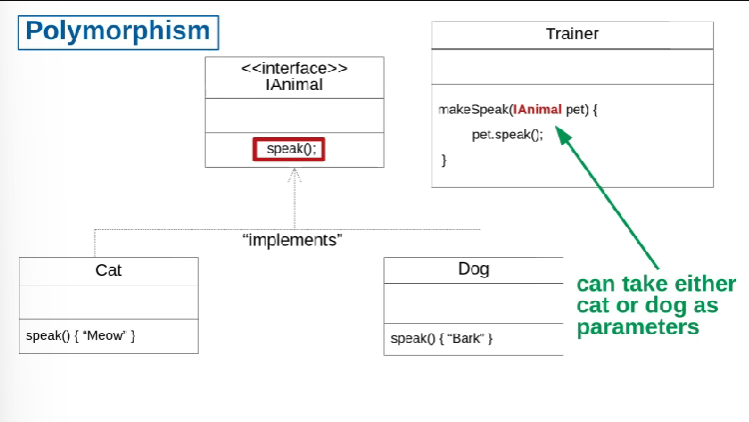 Polymorphism
<<interface>>
IAnimal
speak();
Trainer
makeSpeak(IAnimal pet) {
pet.speak();
}
“implements”
Cat
speak() { “Meow” }
Dog
speak() { “Bark” }
can take either
cat or dog as
parameters